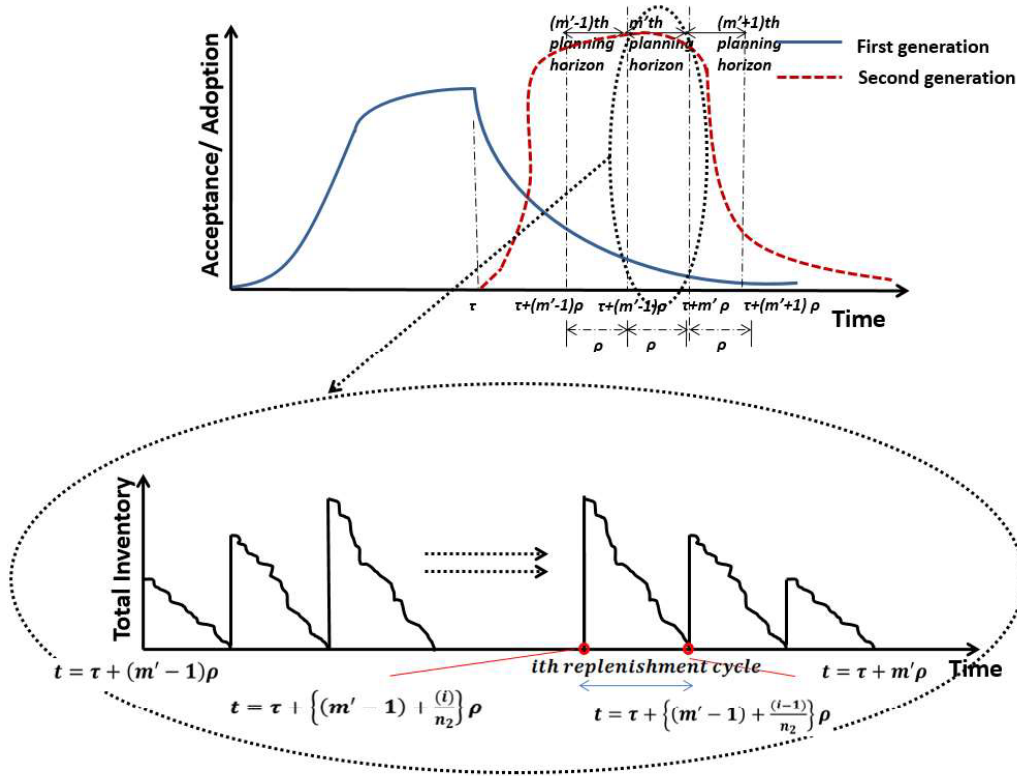 (m'-1)th
planning
horizon
m'th
planning
horizon
(m'+1)th
planning
horizon
First generation
Second generation
Acceptance/ Adoption
τ
τ+(m'-1)ρ
τ+(m'-1)ρ
τ+m' ρ
τ+(m'+1) ρ
Time
ρ
ρ
ρ
Total Inventory
t = τ + (m' − 1)ρ
ith replenishment cycle
t = τ + m'ρ
Time
t = τ + {(m' − 1) + (i)/n₂} ρ
t = τ + {(m' − 1) + (i−1)/n₂} ρ